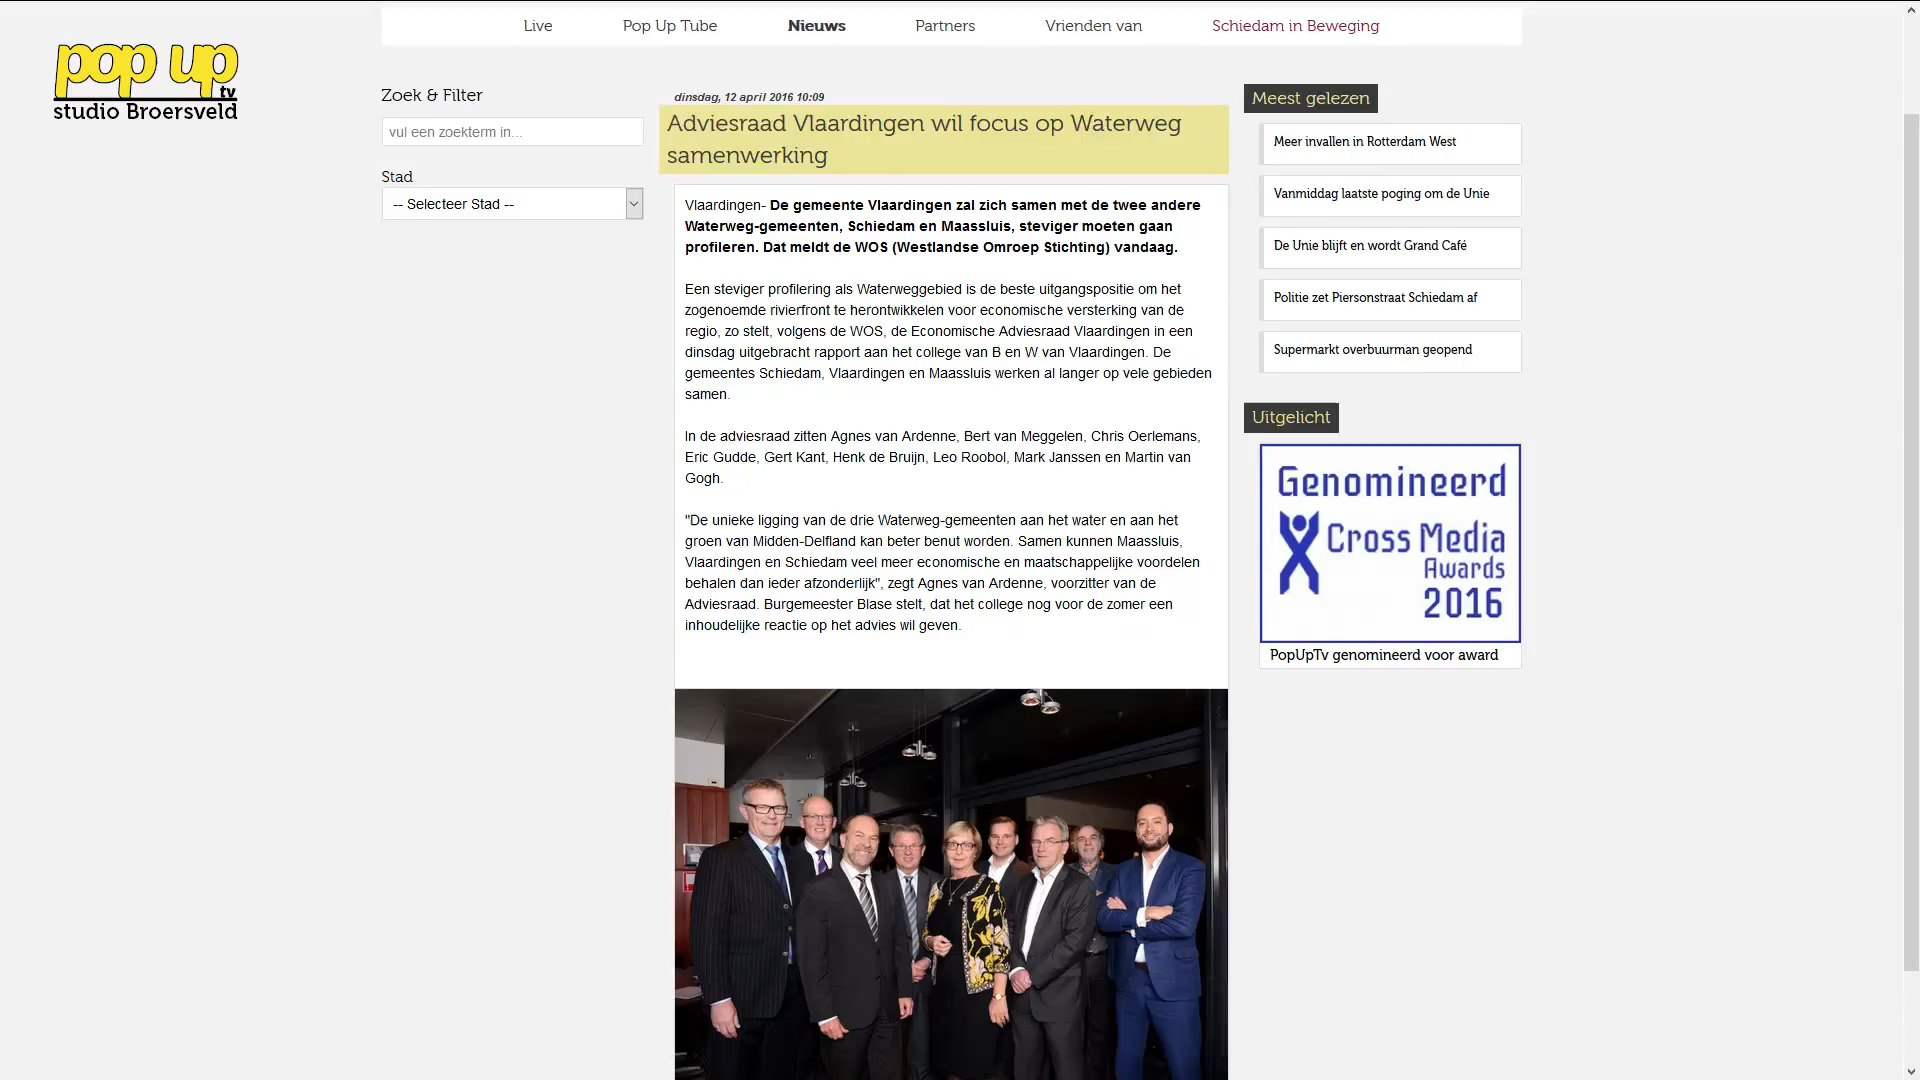 Live
Pop Up Tube
Nieuws
Partners
Vrienden van
Schiedam in Beweging
pop up
tv
studio Broersveld
Zoek & Filter
vul een zoekterm in...
Stad
-- Selecteer Stad --
dinsdag, 12 april 2016 10:09
Adviesraad Vlaardingen wil focus op Waterweg
samenwerking
Vlaardingen- De gemeente Vlaardingen zal zich samen met de twee andere
Waterweg-gemeenten, Schiedam en Maassluis, steviger moeten gaan
profileren. Dat meldt de WOS (Westlandse Omroep Stichting) vandaag.
Een steviger profilering als Waterweggebied is de beste uitgangspositie om het
zogenoemde rivierfront te herontwikkelen voor economische versterking van de
regio, zo stelt, volgens de WOS, de Economische Adviesraad Vlaardingen in een
dinsdag uitgebracht rapport aan het college van B en W van Vlaardingen. De
gemeentes Schiedam, Vlaardingen en Maassluis werken al langer op vele gebieden
samen.
In de adviesraad zitten Agnes van Ardenne, Bert van Meggelen, Chris Oerlemans,
Eric Gudde, Gert Kant, Henk de Bruijn, Leo Roobol, Mark Janssen en Martin van
Gogh.
"De unieke ligging van de drie Waterweg-gemeenten aan het water en aan het
groen van Midden-Delfland kan beter benut worden. Samen kunnen Maassluis,
Vlaardingen en Schiedam veel meer economische en maatschappelijke voordelen
behalen dan ieder afzonderlijk", zegt Agnes van Ardenne, voorzitter van de
Adviesraad. Burgemeester Blase stelt, dat het college nog voor de zomer een
inhoudelijke reactie op het advies wil geven.
Meest gelezen
Meer invallen in Rotterdam West
Vanmiddag laatste poging om de Unie
De Unie blijft en wordt Grand Café
Politie zet Piersonstraat Schiedam af
Supermarkt overbuurman geopend
Uitgelicht
Genomineerd
Cross Media
Awards
2016
PopUpTv genomineerd voor award